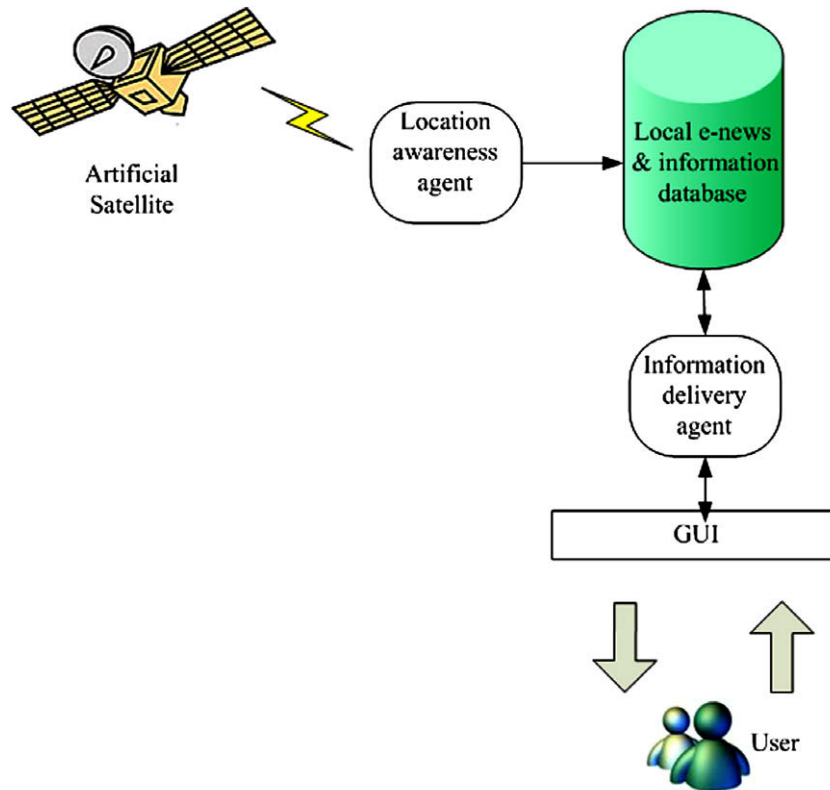 Artificial
Satellite
Location
awareness
agent
Local e-news
& information
database
Information
delivery
agent
GUI
User